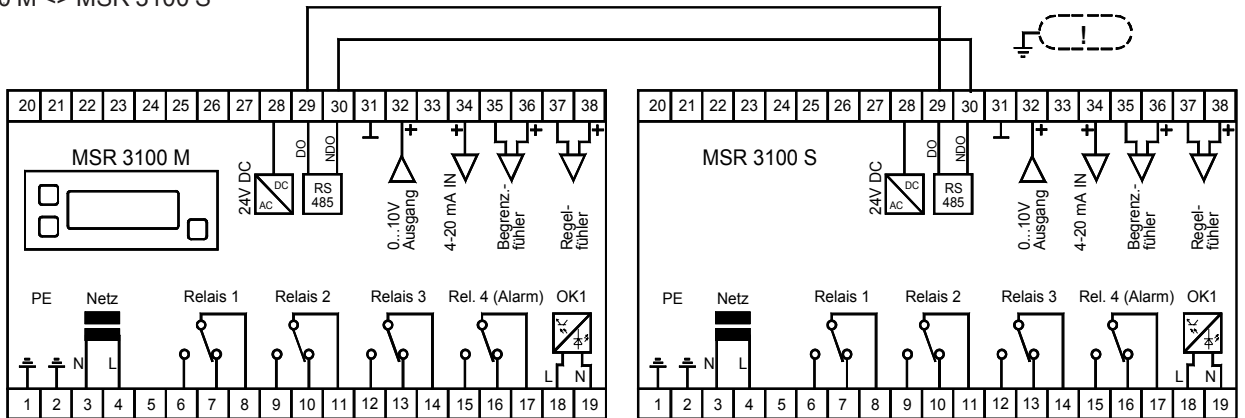 MSR 3100 S
!
20 21 22 23 24 25 26 27 28 29 30 31 32 33 34 35 36 37 38
20 21 22 23 24 25 26 27 28 29 30 31 32 33 34 35 36 37 38
MSR 3100 M
24V DC
DC
AC
DO
NDO
RS
485
0...10V
Ausgang
4-20 mA IN
Begrenz.-
fühler
Regel-
fühler
MSR 3100 S
24V DC
DC
AC
DO
NDO
RS
485
0...10V
Ausgang
4-20 mA IN
Begrenz.-
fühler
Regel-
fühler
PE Netz Relais 1 Relais 2 Relais 3 Rel. 4 (Alarm) OK1
N L L N
1 2 3 4 5 6 7 8 9 10 11 12 13 14 15 16 17 18 19
PE Netz Relais 1 Relais 2 Relais 3 Rel. 4 (Alarm) OK1
N L L N
1 2 3 4 5 6 7 8 9 10 11 12 13 14 15 16 17 18 19